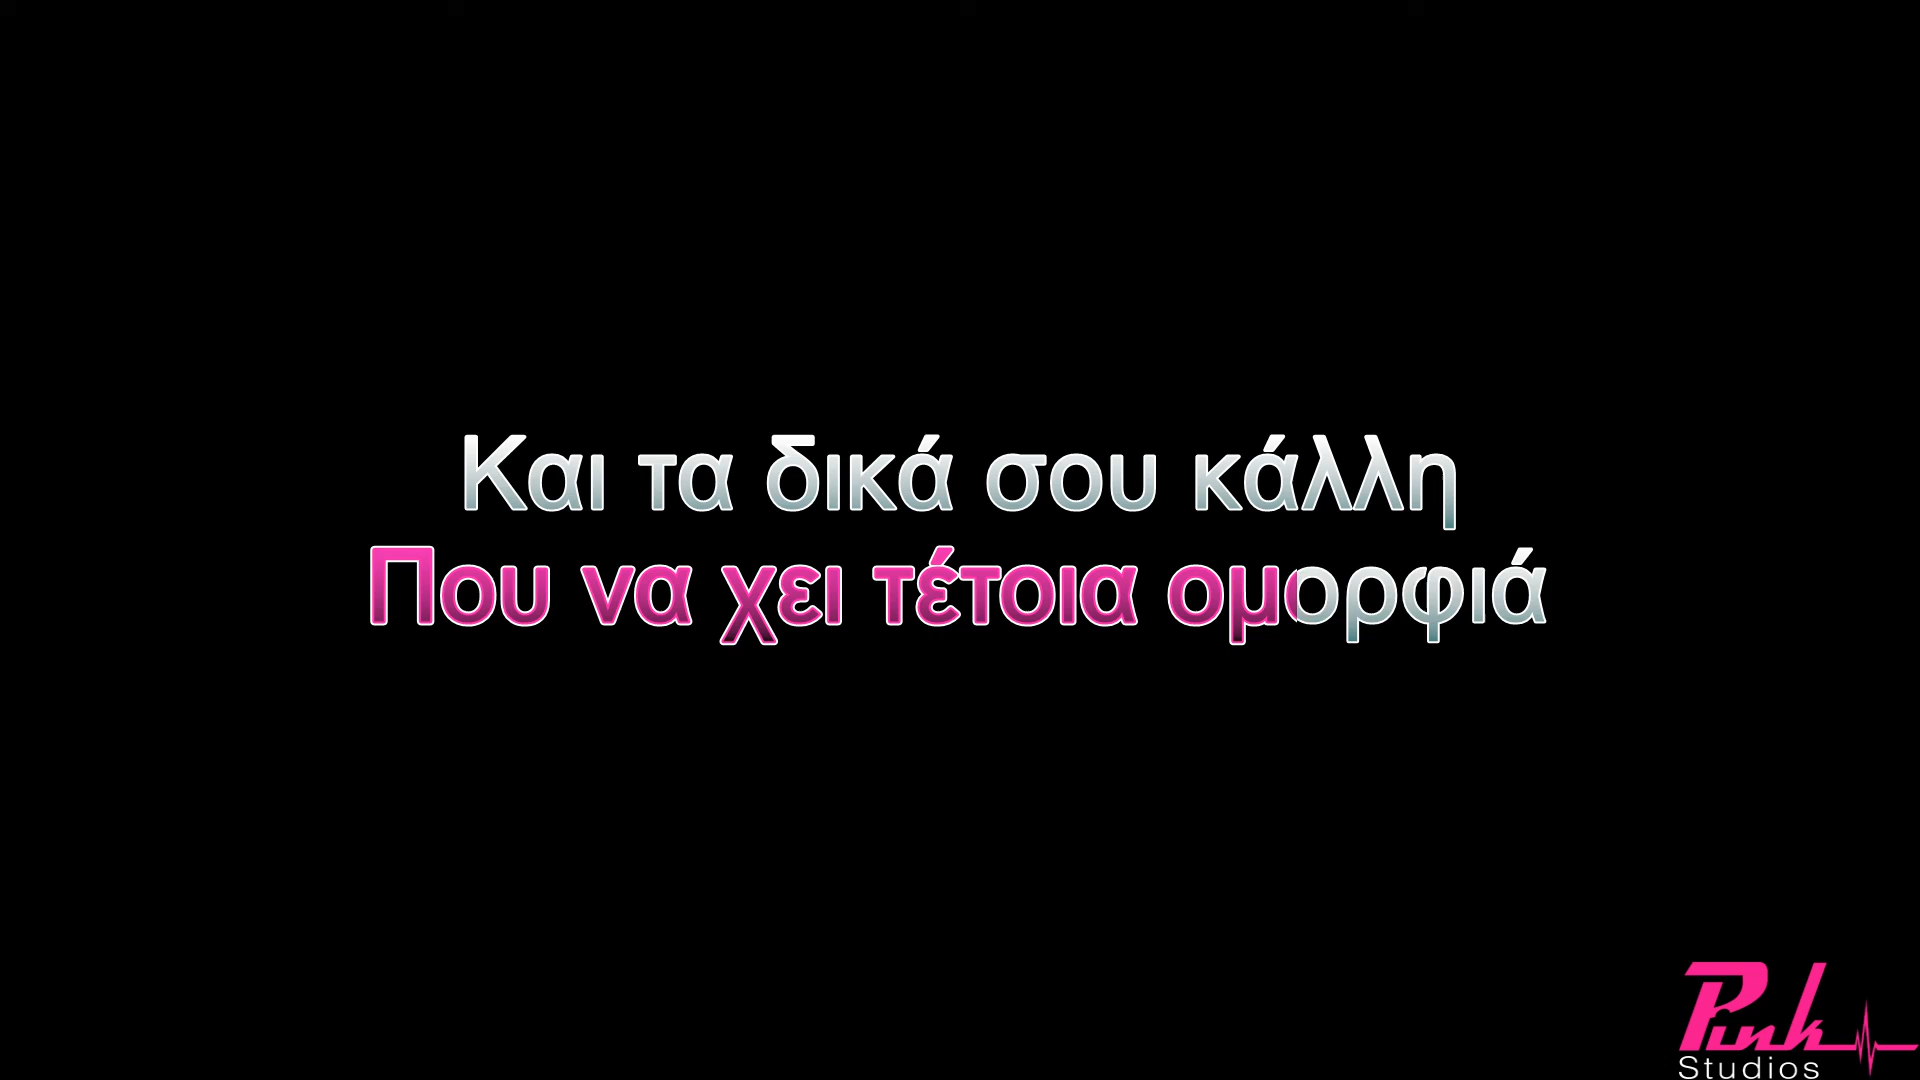 Και τα δικά σου κάλλη
Που να χει τέτοια ομορφιά
Pink
Studios